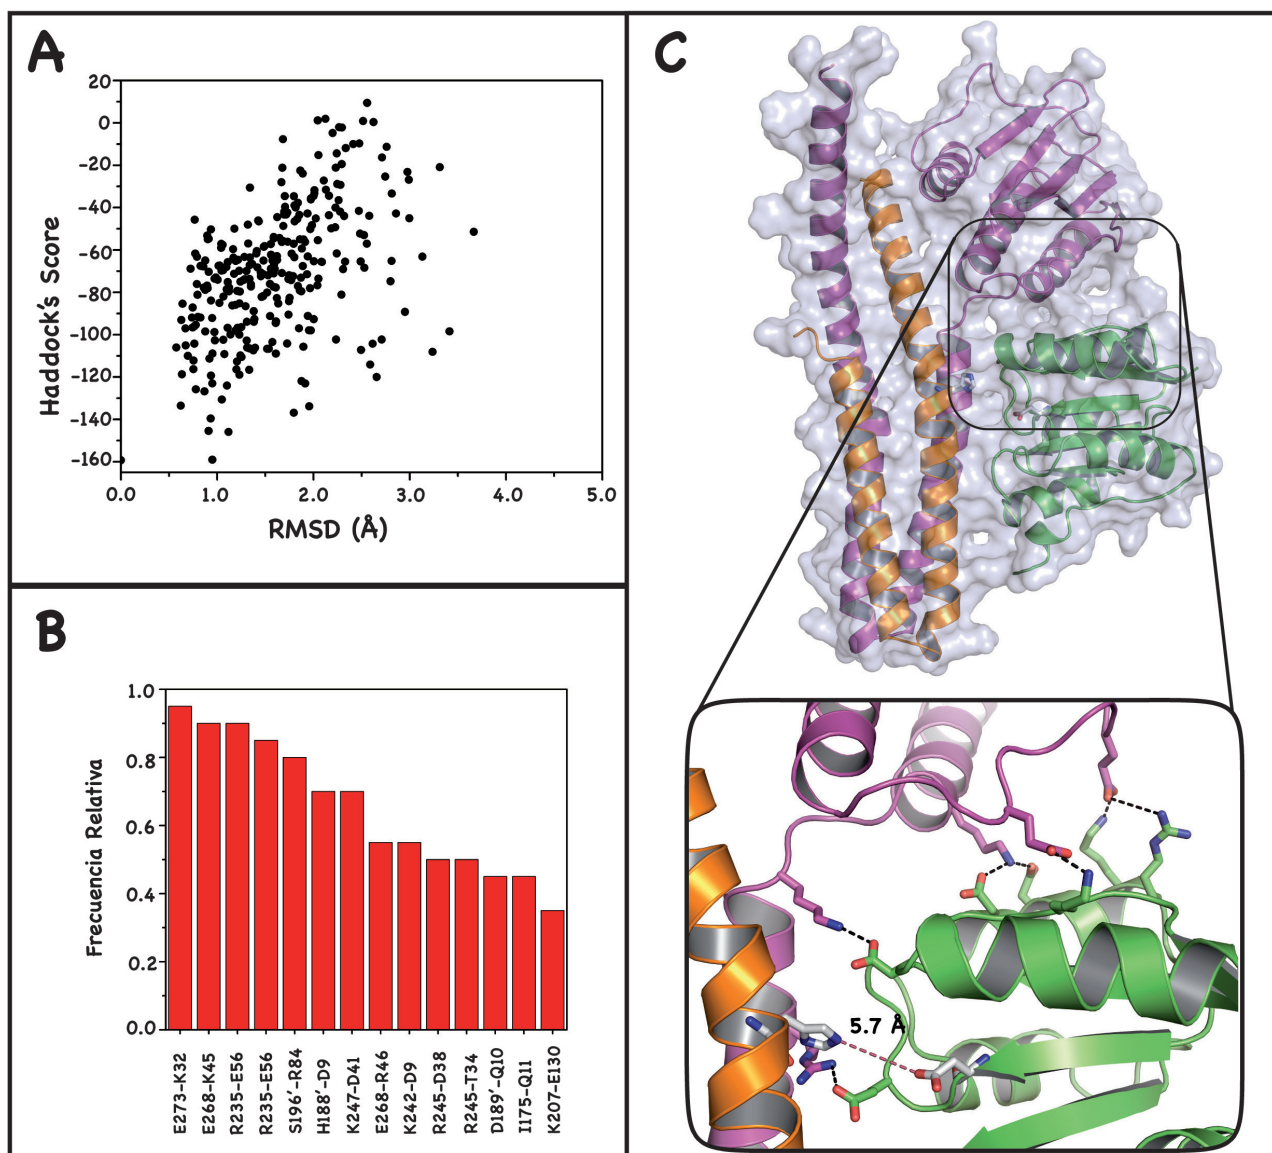 A
20
0
-20
-40
-60
-80
-100
-120
-140
-160
Haddock's Score
0.0 1.0 2.0 3.0 4.0 5.0
RMSD (Å)
B
1.0
0.8
0.6
0.4
0.2
0.0
Frecuencia Relativa
E273-K32
E268-K45
R235-E56
R235-E56
S196'-R84
H188'-D9
K247-D41
E268-R46
K242-D9
R245-D38
R245-T34
D189'-Q10
I175-Q11
K207-E130
C
5.7 Å